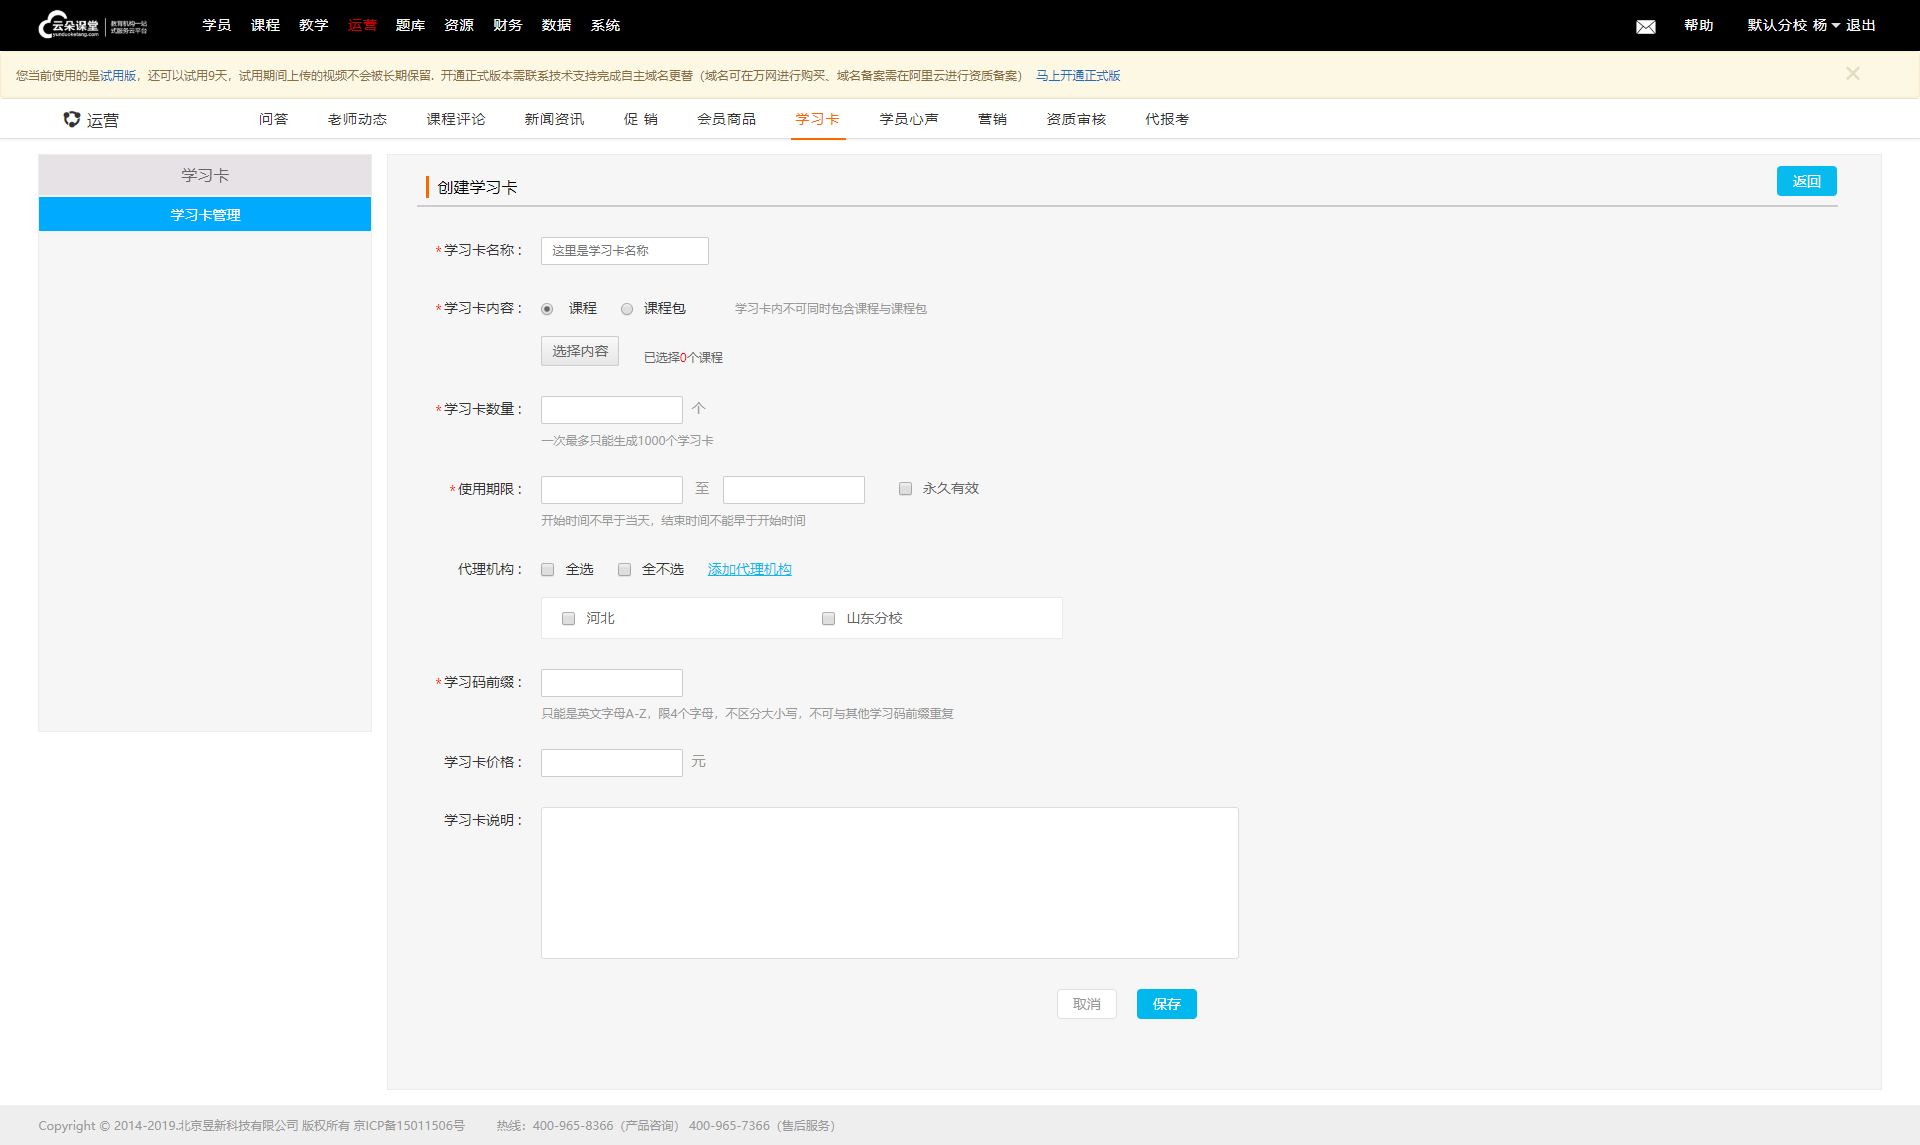 云朵课堂 yunduoketang.com 教育机构一站式服务云平台
学员 课程 教学 运营 题库 资源 财务 数据 系统 帮助 默认分校 杨 退出
您当前使用的是试用版，还可以试用9天，试用期间上传的视频不会被长期保留. 开通正式版本需联系技术支持完成自主域名更替（域名可在万网进行购买、域名备案需在阿里云进行资质备案） 马上开通正式版
运营 问答 老师动态 课程评论 新闻资讯 促 销 会员商品 学习卡 学员心声 营销 资质审核 代报考
学习卡
学习卡管理
创建学习卡 返回
*学习卡名称： 这里是学习卡名称
*学习卡内容： 课程 课程包 学习卡内不可同时包含课程与课程包
选择内容 已选择0个课程
*学习卡数量： 个
一次最多只能生成1000个学习卡
*使用期限： 至 永久有效
开始时间不早于当天，结束时间不能早于开始时间
代理机构： 全选 全不选 添加代理机构
河北 山东分校
*学习码前缀：
只能是英文字母A-Z，限4个字母，不区分大小写，不可与其他学习码前缀重复
学习卡价格： 元
学习卡说明：
取消 保存
Copyright © 2014-2019.北京昱新科技有限公司 版权所有 京ICP备15011506号 热线：400-965-8366（产品咨询） 400-965-7366（售后服务）